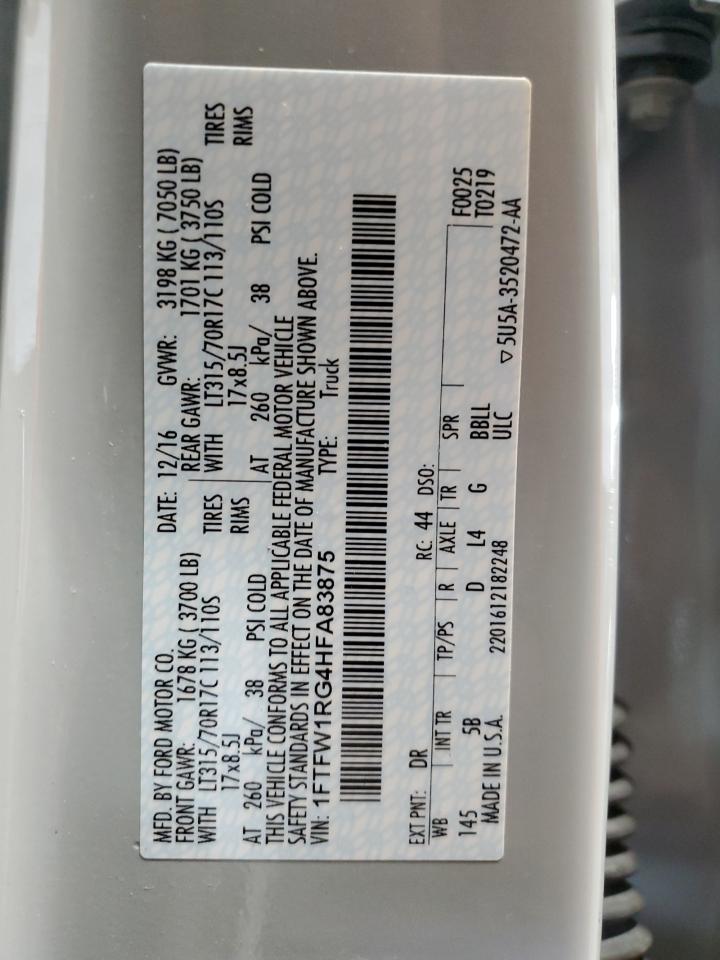 MFD. BY FORD MOTOR CO.
DATE: 12/16 GVWR: 3198 KG ( 7050 LB)
FRONT GAWR: 1678 KG ( 3700 LB) REAR GAWR: 1701 KG ( 3750 LB)
WITH LT315/70R17C 113/110S TIRES WITH LT315/70R17C 113/110S TIRES
17x8.5J RIMS 17x8.5J RIMS
AT 260 kPa/ 38 PSI COLD AT 260 kPa/ 38 PSI COLD
THIS VEHICLE CONFORMS TO ALL APPLICABLE FEDERAL MOTOR VEHICLE
SAFETY STANDARDS IN EFFECT ON THE DATE OF MANUFACTURE SHOWN ABOVE.
VIN: 1FTFW1RG4HFA83875 TYPE: Truck
EXT PNT: DR RC: 44 DSO: F0025
WB INT TR TP/PS R AXLE TR SPR T0219
145 5B D L4 G BBLL
MADE IN U.S.A. 2201612182248 ULC ▽5U5A-3520472-AA